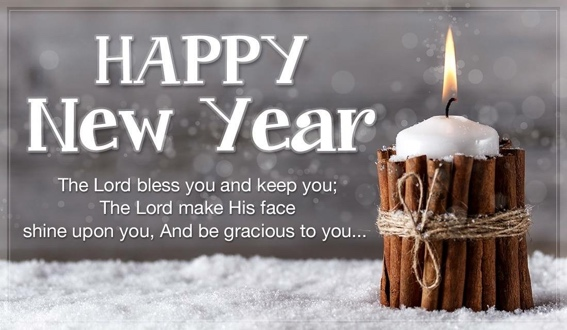 HAPPY
New Year
The Lord bless you and keep you;
The Lord make His face
shine upon you, And be gracious to you...